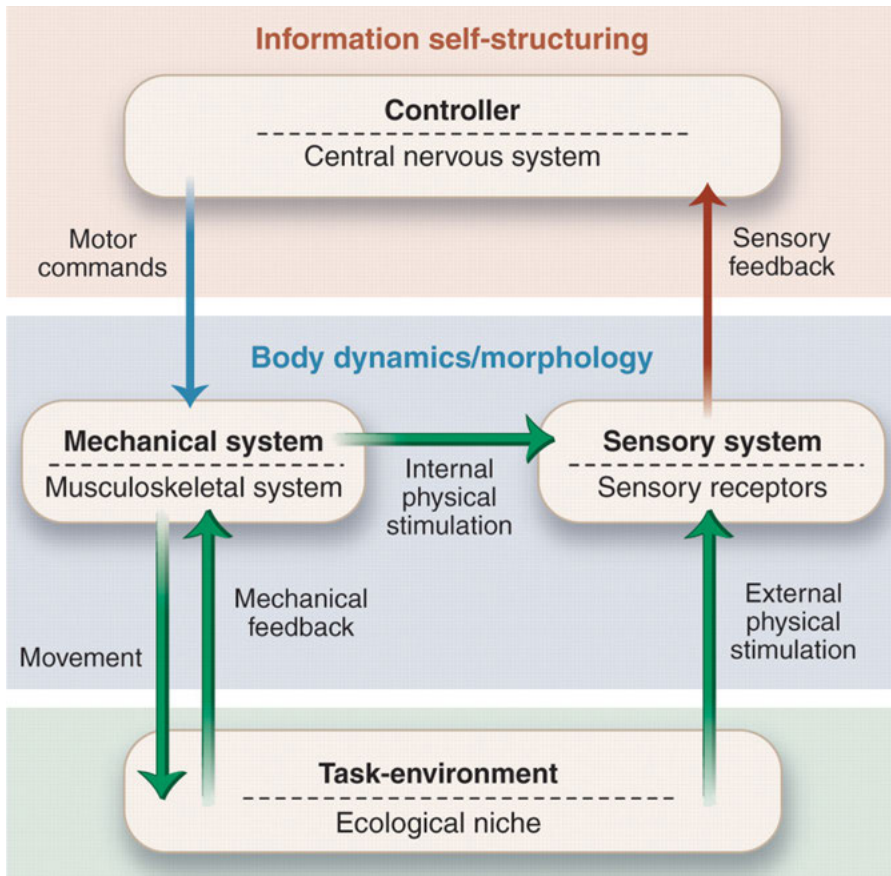 Information self-structuring
Controller
Central nervous system
Motor
commands
Sensory
feedback
Body dynamics/morphology
Mechanical system
Musculoskeletal system
Internal
physical
stimulation
Sensory system
Sensory receptors
Movement
Mechanical
feedback
External
physical
stimulation
Task-environment
Ecological niche